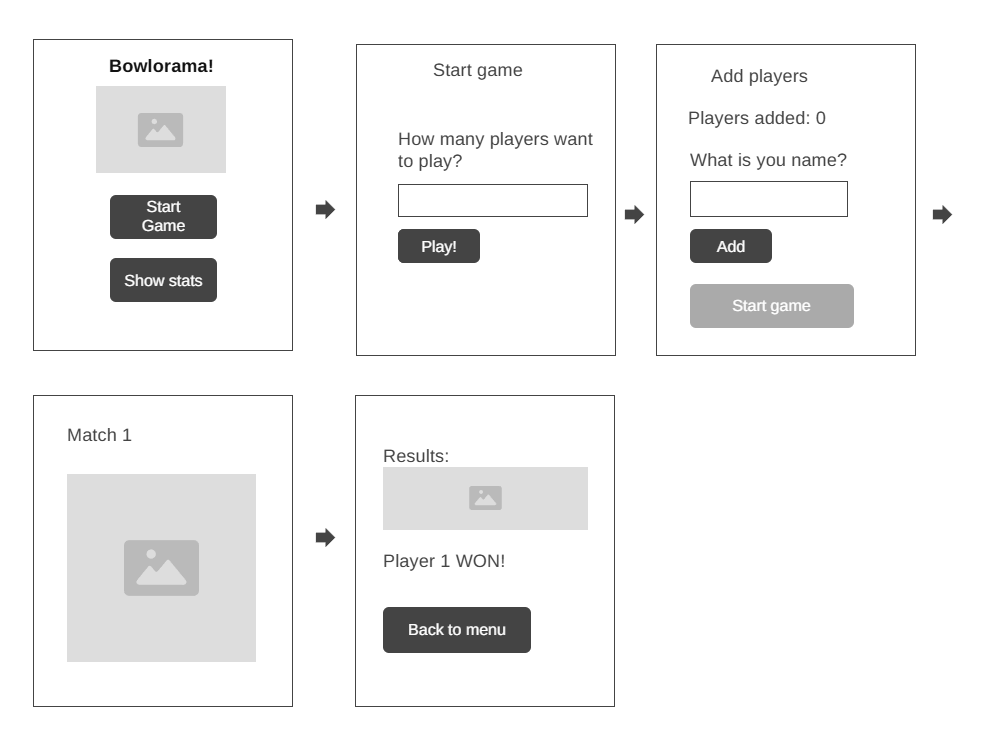 Bowlorama!
Start
Game
Show stats
Start game
How many players want
to play?
Play!
Add players
Players added: 0
What is you name?
Add
Start game
Match 1
Results:
Player 1 WON!
Back to menu